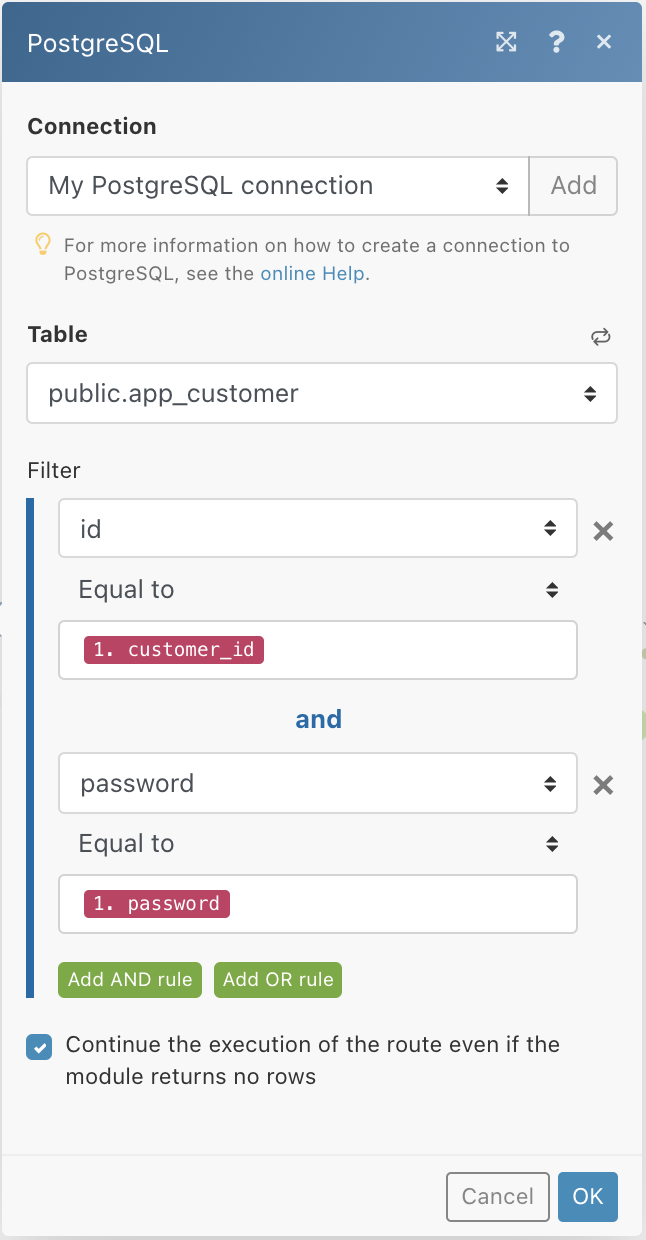 PostgreSQL
Connection
My PostgreSQL connection
Add
For more information on how to create a connection to
PostgreSQL, see the online Help.
Table
public.app_customer
Filter
id
Equal to
1. customer_id
and
password
Equal to
1. password
Add AND rule
Add OR rule
Continue the execution of the route even if the
module returns no rows
Cancel
OK